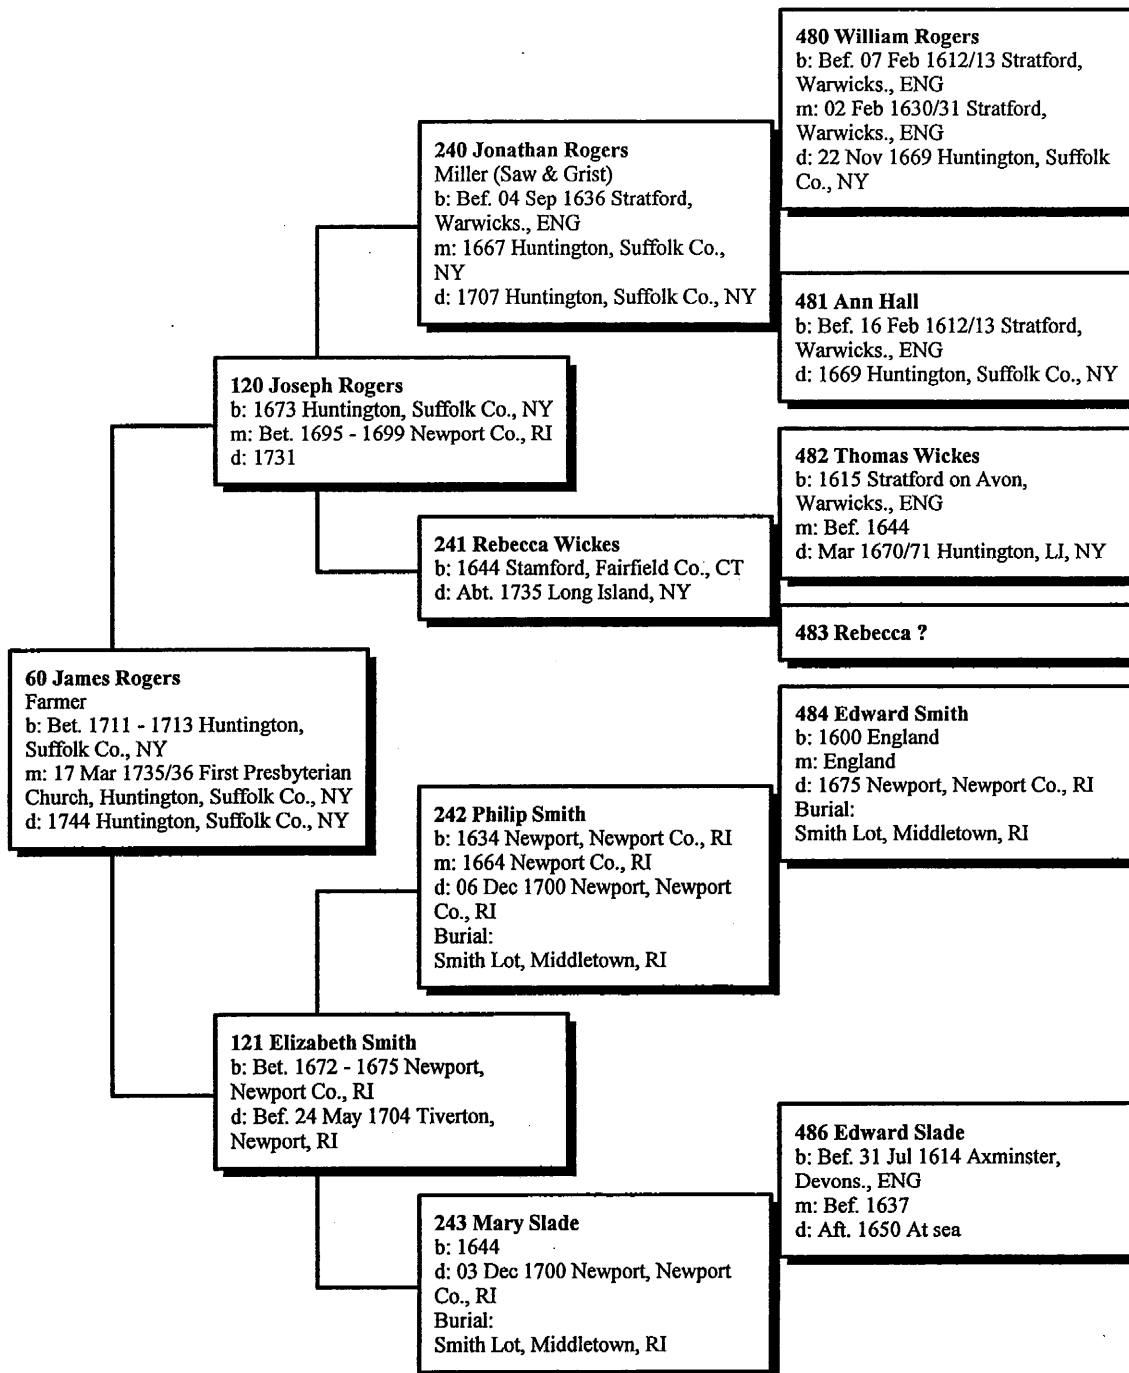 480 William Rogers
b: Bef. 07 Feb 1612/13 Stratford,
Warwicks., ENG
m: 02 Feb 1630/31 Stratford,
Warwicks., ENG
d: 22 Nov 1669 Huntington, Suffolk
Co., NY
240 Jonathan Rogers
Miller (Saw & Grist)
b: Bef. 04 Sep 1636 Stratford,
Warwicks., ENG
m: 1667 Huntington, Suffolk Co.,
NY
d: 1707 Huntington, Suffolk Co., NY
481 Ann Hall
b: Bef. 16 Feb 1612/13 Stratford,
Warwicks., ENG
d: 1669 Huntington, Suffolk Co., NY
120 Joseph Rogers
b: 1673 Huntington, Suffolk Co., NY
m: Bet. 1695 - 1699 Newport Co., RI
d: 1731
482 Thomas Wickes
b: 1615 Stratford on Avon,
Warwicks., ENG
m: Bef. 1644
d: Mar 1670/71 Huntington, LI, NY
241 Rebecca Wickes
b: 1644 Stamford, Fairfield Co., CT
d: Abt. 1735 Long Island, NY
483 Rebecca ?
60 James Rogers
Farmer
b: Bet. 1711 - 1713 Huntington,
Suffolk Co., NY
m: 17 Mar 1735/36 First Presbyterian
Church, Huntington, Suffolk Co., NY
d: 1744 Huntington, Suffolk Co., NY
484 Edward Smith
b: 1600 England
m: England
d: 1675 Newport, Newport Co., RI
Burial:
Smith Lot, Middletown, RI
242 Philip Smith
b: 1634 Newport, Newport Co., RI
m: 1664 Newport Co., RI
d: 06 Dec 1700 Newport, Newport
Co., RI
Burial:
Smith Lot, Middletown, RI
121 Elizabeth Smith
b: Bet. 1672 - 1675 Newport,
Newport Co., RI
d: Bef. 24 May 1704 Tiverton,
Newport, RI
486 Edward Slade
b: Bef. 31 Jul 1614 Axminster,
Devons., ENG
m: Bef. 1637
d: Aft. 1650 At sea
243 Mary Slade
b: 1644
d: 03 Dec 1700 Newport, Newport
Co., RI
Burial:
Smith Lot, Middletown, RI